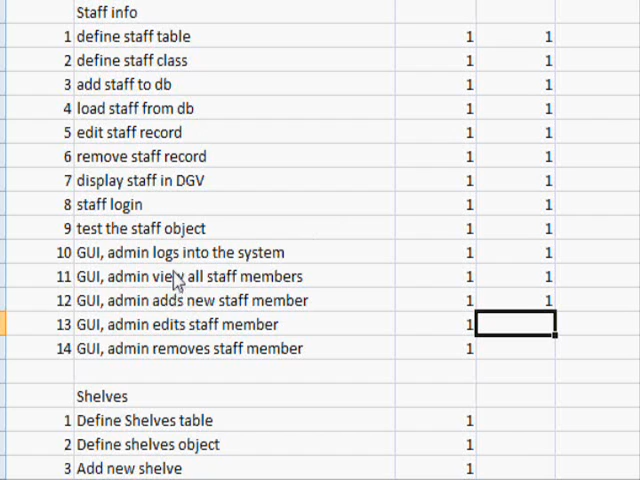 Staff info
1 define staff table 1 1
2 define staff class 1 1
3 add staff to db 1 1
4 load staff from db 1 1
5 edit staff record 1 1
6 remove staff record 1 1
7 display staff in DGV 1 1
8 staff login 1 1
9 test the staff object 1 1
10 GUI, admin logs into the system 1 1
11 GUI, admin view all staff members 1 1
12 GUI, admin adds new staff member 1 1
13 GUI, admin edits staff member 1
14 GUI, admin removes staff member 1
Shelves
1 Define Shelves table 1
2 Define shelves object 1
3 Add new shelve 1